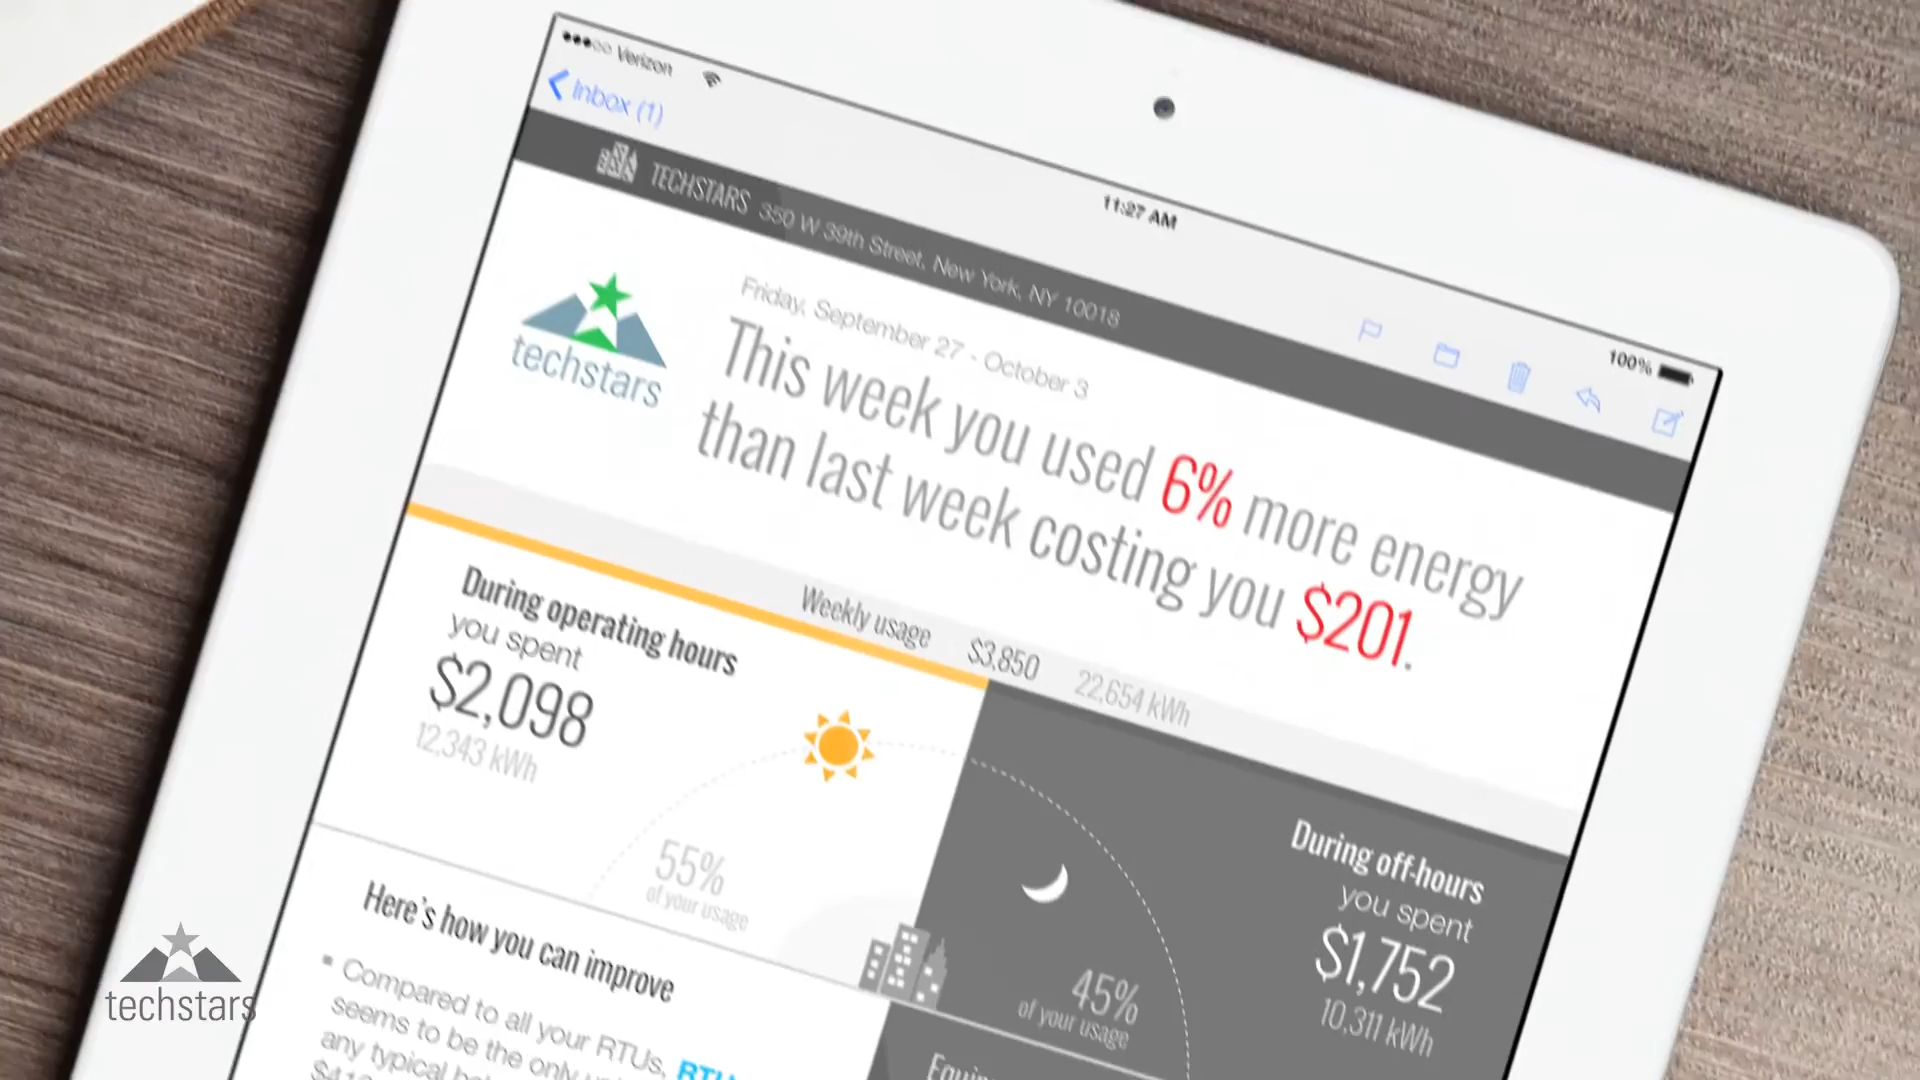 Verizon
Inbox (1)
11:27 AM
100%
TECHSTARS 350 W 39th Street, New York, NY 10018
techstars
Friday, September 27 - October 3
This week you used 6% more energy
than last week costing you $201.
Weekly usage $3,850 22,654 kWh
During operating hours
you spent
$2,098
12,343 kWh
55%
of your usage
During off-hours
you spent
$1,752
10,311 kWh
45%
of your usage
Here's how you can improve
▪ Compared to all your RTUs, RTU
seems to be the only
any typical
techstars